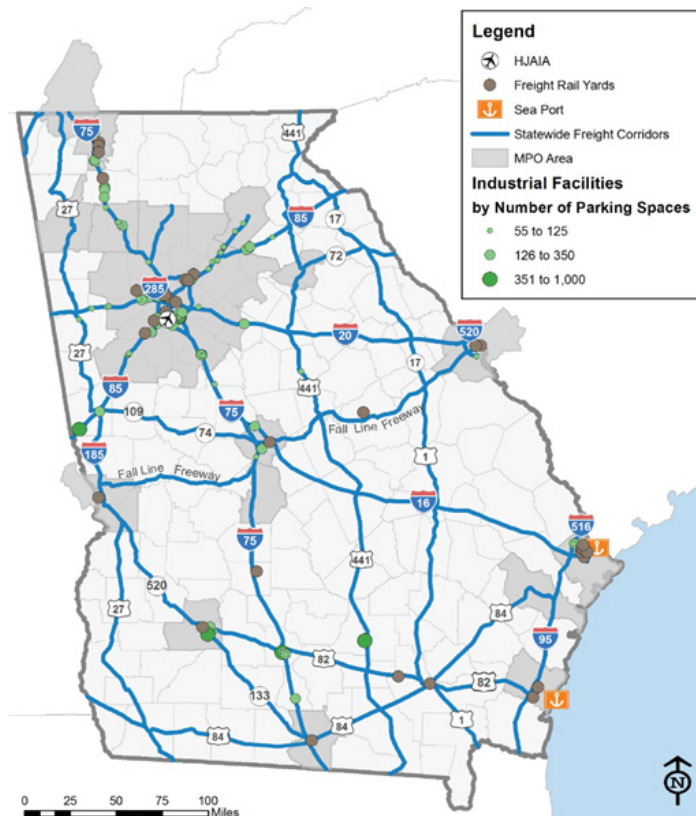 Legend
HJAIA
Freight Rail Yards
Sea Port
Statewide Freight Corridors
MPO Area
Industrial Facilities
by Number of Parking Spaces
55 to 125
126 to 350
351 to 1,000
75
441
27
85
17
72
285
520
20
27
17
441
85
109
75
74
Fall Line Freeway
185
1
Fall Line Freeway
16
516
75
441
520
27
84
95
82
82
133
84
1
84
0
25
50
75
100
Miles
N